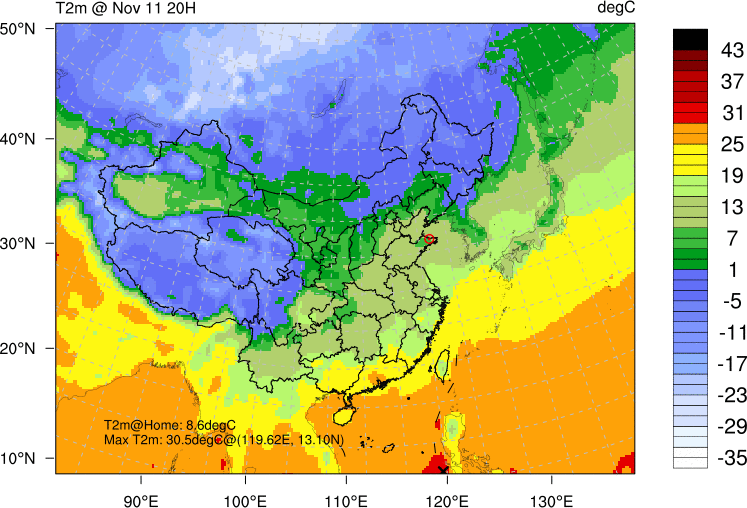 T2m @ Nov 11 20H
degC
50°N
40°N
30°N
20°N
10°N
T2m@Home: 8.6degC
Max T2m: 30.5degC@(119.62E, 13.10N)
90°E
100°E
110°E
120°E
130°E
43
37
31
25
19
13
7
1
-5
-11
-17
-23
-29
-35